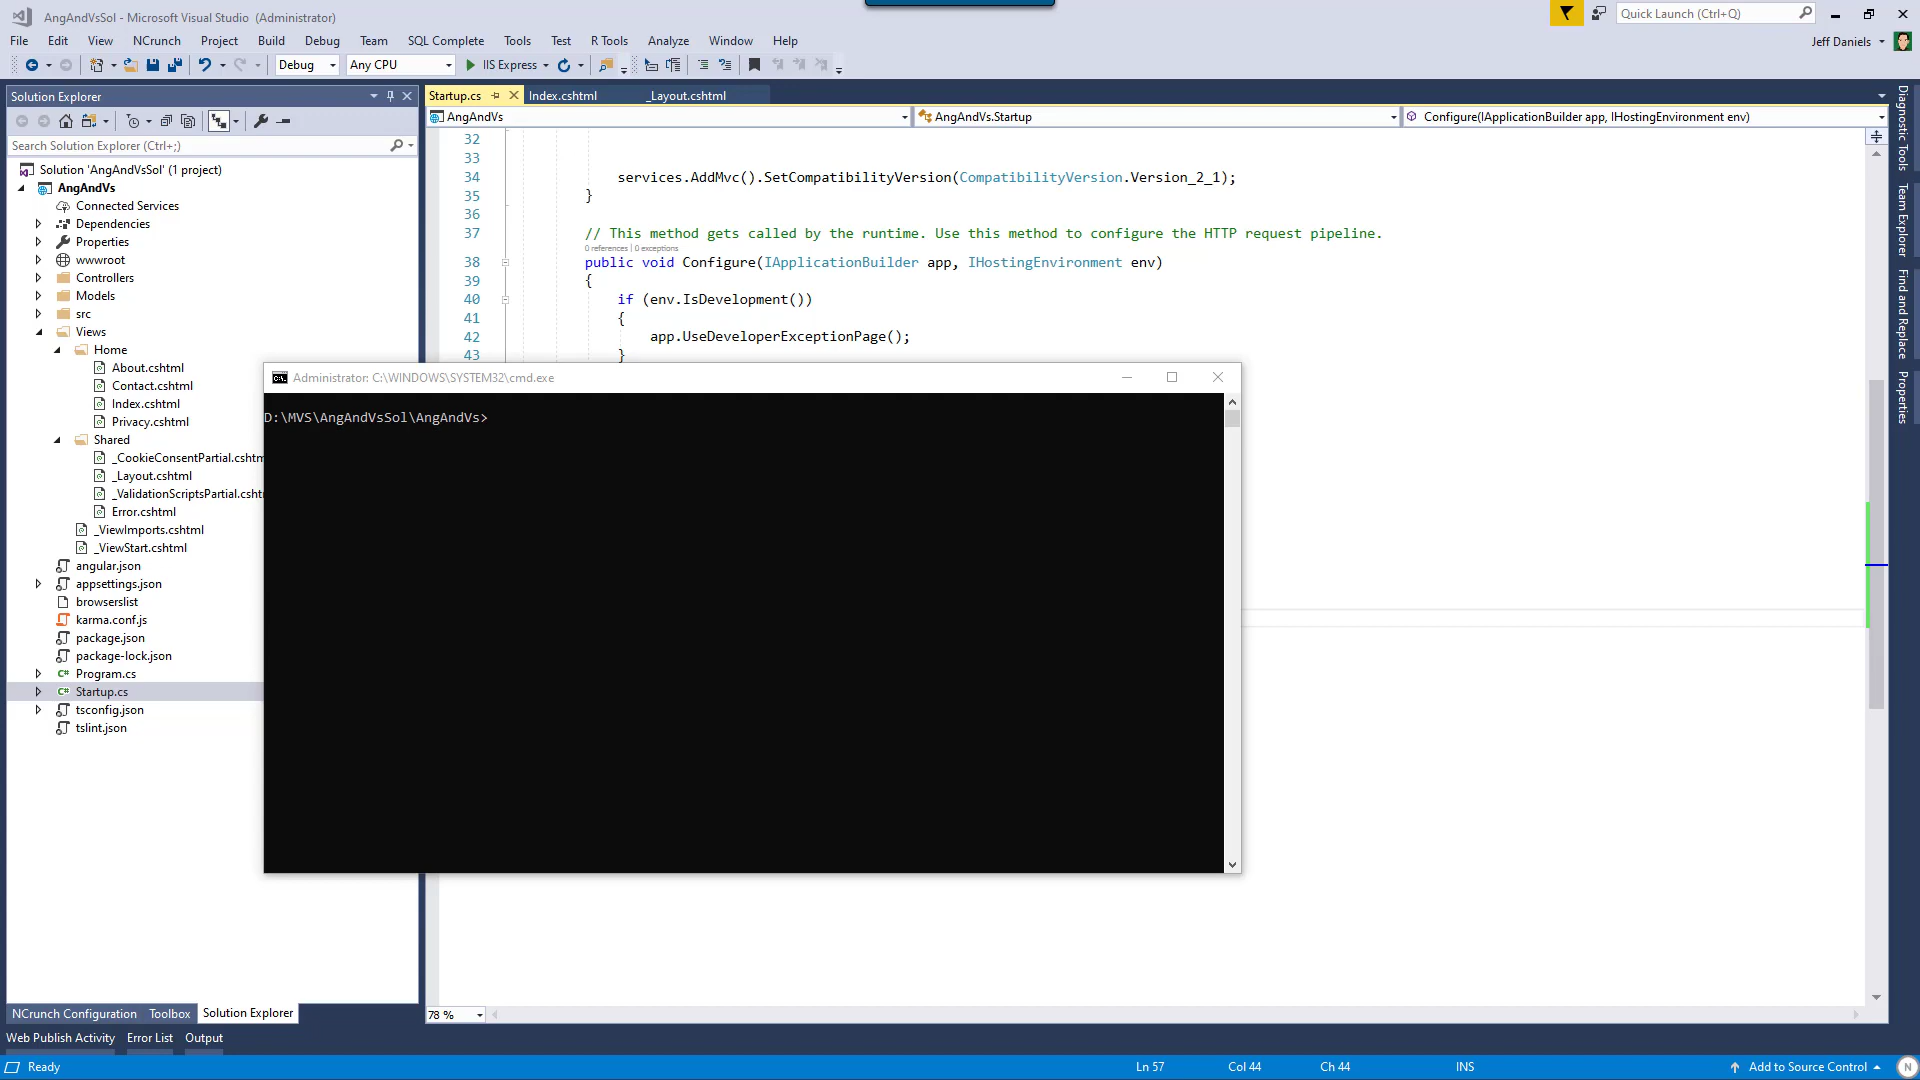 AngAndVsSol - Microsoft Visual Studio (Administrator)
Quick Launch (Ctrl+Q)
File Edit View NCrunch Project Build Debug Team SQL Complete Tools Test R Tools Analyze Window Help
Jeff Daniels
Debug Any CPU IIS Express
Solution Explorer
Search Solution Explorer (Ctrl+;)
Solution 'AngAndVsSol' (1 project)
AngAndVs
Connected Services
Dependencies
Properties
wwwroot
Controllers
Models
src
Views
Home
About.cshtml
Contact.cshtml
Index.cshtml
Privacy.cshtml
Shared
_CookieConsentPartial.cshtm
_Layout.cshtml
_ValidationScriptsPartial.csht
Error.cshtml
_ViewImports.cshtml
_ViewStart.cshtml
angular.json
appsettings.json
browserslist
karma.conf.js
package.json
package-lock.json
Program.cs
Startup.cs
tsconfig.json
tslint.json
NCrunch Configuration Toolbox Solution Explorer
Startup.cs Index.cshtml _Layout.cshtml
AngAndVs AngAndVs.Startup Configure(IApplicationBuilder app, IHostingEnvironment env)
32
33
34 services.AddMvc().SetCompatibilityVersion(CompatibilityVersion.Version_2_1);
35 }
36
37 // This method gets called by the runtime. Use this method to configure the HTTP request pipeline.
0 references | 0 exceptions
38 public void Configure(IApplicationBuilder app, IHostingEnvironment env)
39 {
40 if (env.IsDevelopment())
41 {
42 app.UseDeveloperExceptionPage();
43 }
Administrator: C:\WINDOWS\SYSTEM32\cmd.exe
D:\MVS\AngAndVsSol\AngAndVs>
78 %
Diagnostic Tools
Team Explorer
Find and Replace
Properties
Web Publish Activity Error List Output
Ready Ln 57 Col 44 Ch 44 INS Add to Source Control N